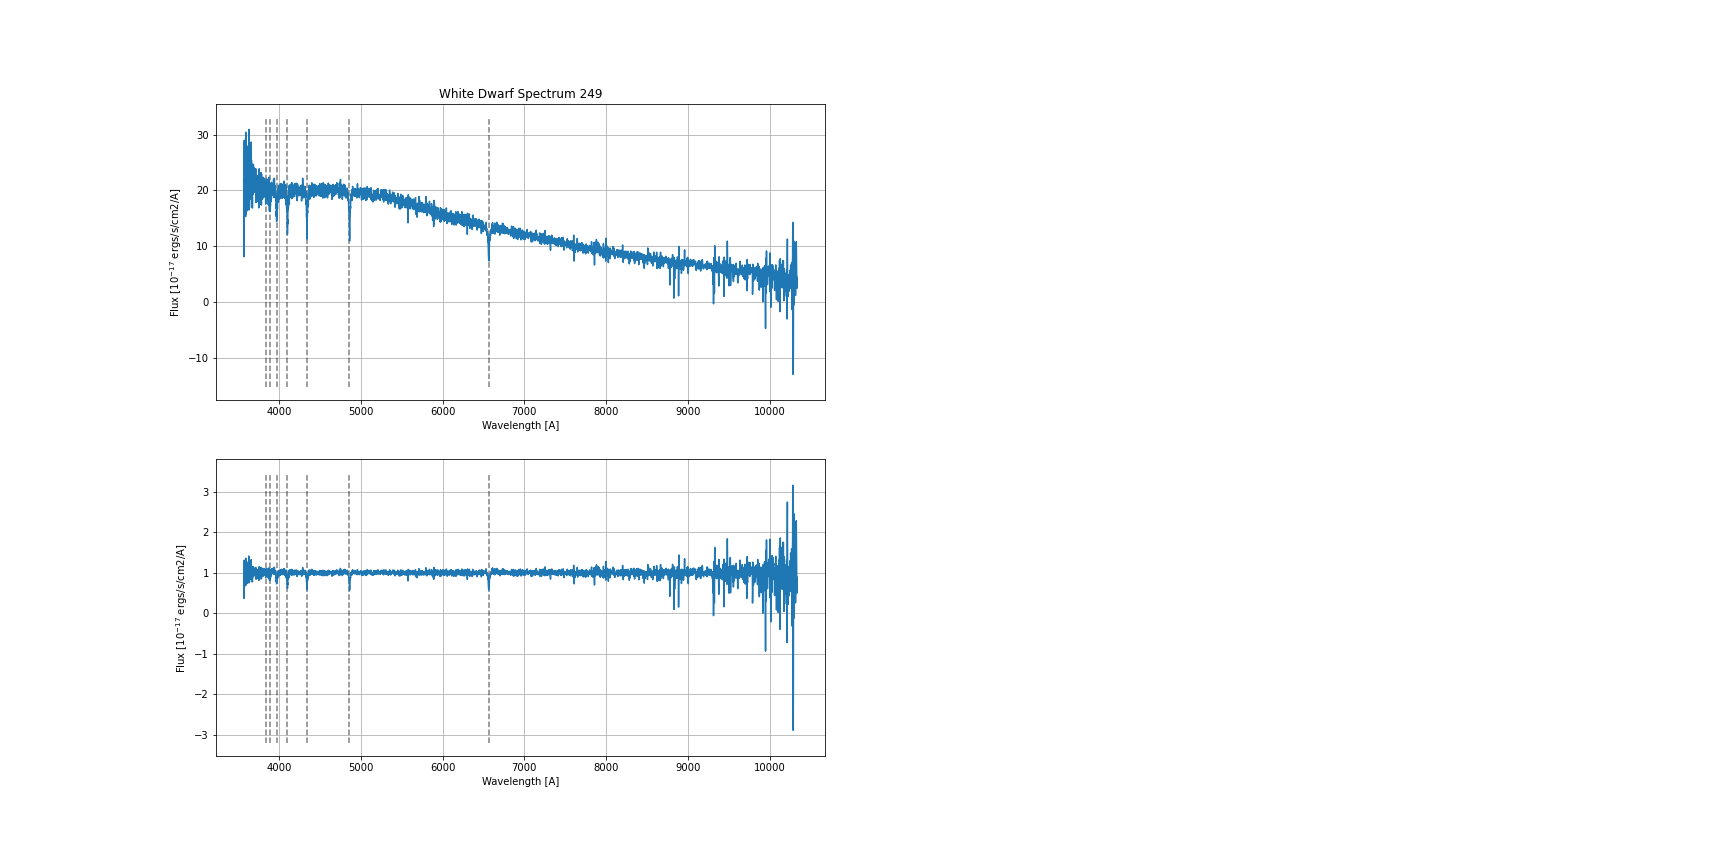 White Dwarf Spectrum 249
30
20
10
0
−10
Flux [10⁻¹⁷ ergs/s/cm2/A]
4000 5000 6000 7000 8000 9000 10000
Wavelength [A]
3
2
1
0
−1
−2
−3
Flux [10⁻¹⁷ ergs/s/cm2/A]
4000 5000 6000 7000 8000 9000 10000
Wavelength [A]